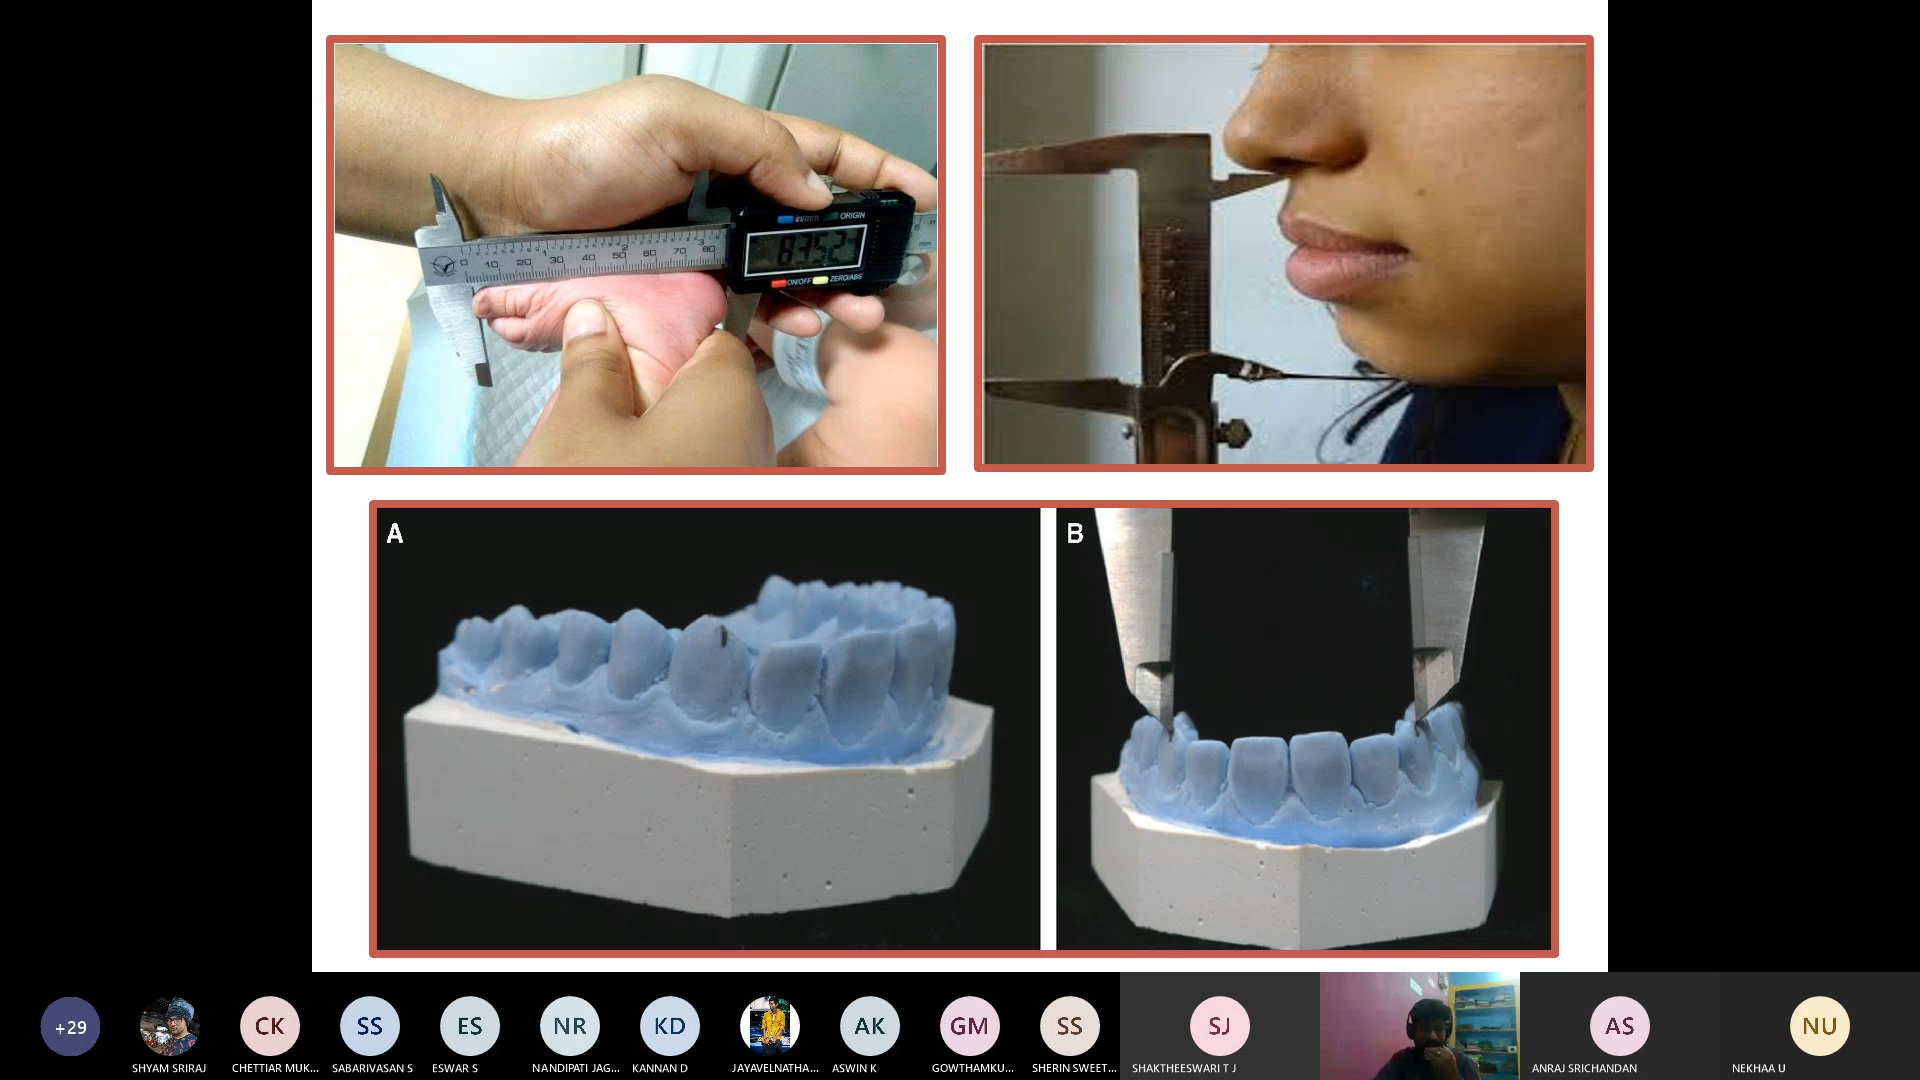 in/mm ORIGIN
83.52
ON/OFF ZERO/ABS
0 10 20 30 40 50 60 70 80
A
B
+29
CK
SS
ES
NR
KD
AK
GM
SS
SJ
AS
NU
SHYAM SRIRAJ
CHETTIAR MUK...
SABARIVASAN S
ESWAR S
NANDIPATI JAG...
KANNAN D
JAYAVELNATHA...
ASWIN K
GOWTHAMKU...
SHERIN SWEET...
SHAKTHEESWARI T J
ANRAJ SRICHANDAN
NEKHAA U